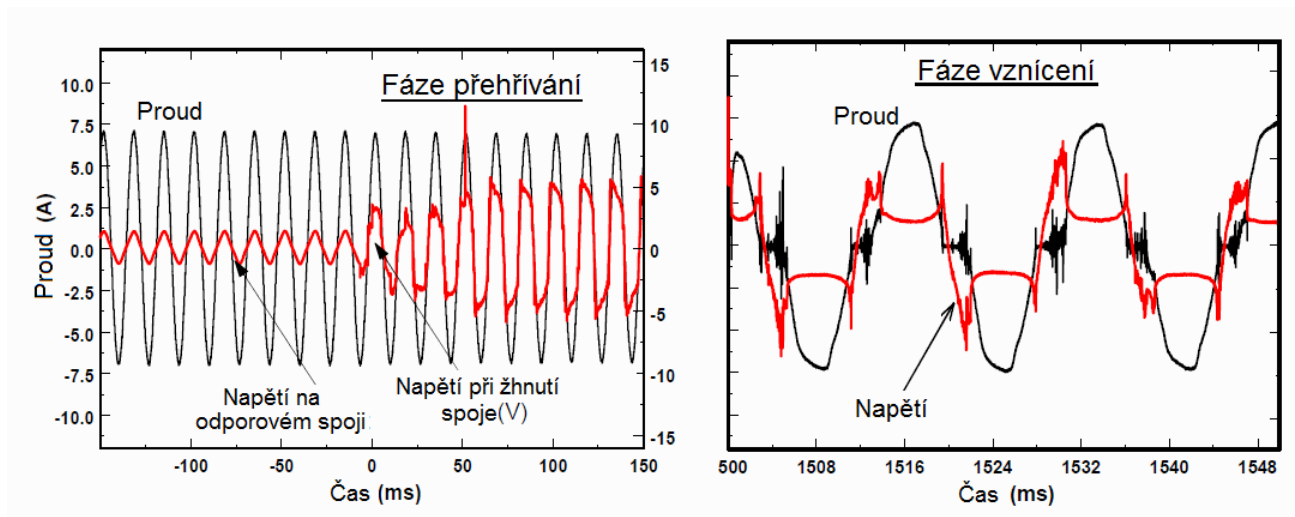 Fáze přehřívání
Proud
10.0
7.5
5.0
2.5
0.0
-2.5
-5.0
-7.5
-10.0
Proud (A)
15
10
5
0
-5
-10
-15
Napětí na
odporovém spoji
Napětí při žhnutí
spoje(V)
-100 -50 0 50 100 150
Čas (ms)
Fáze vznícení
Proud
Napětí
500 1508 1516 1524 1532 1540 1548
Čas (ms)